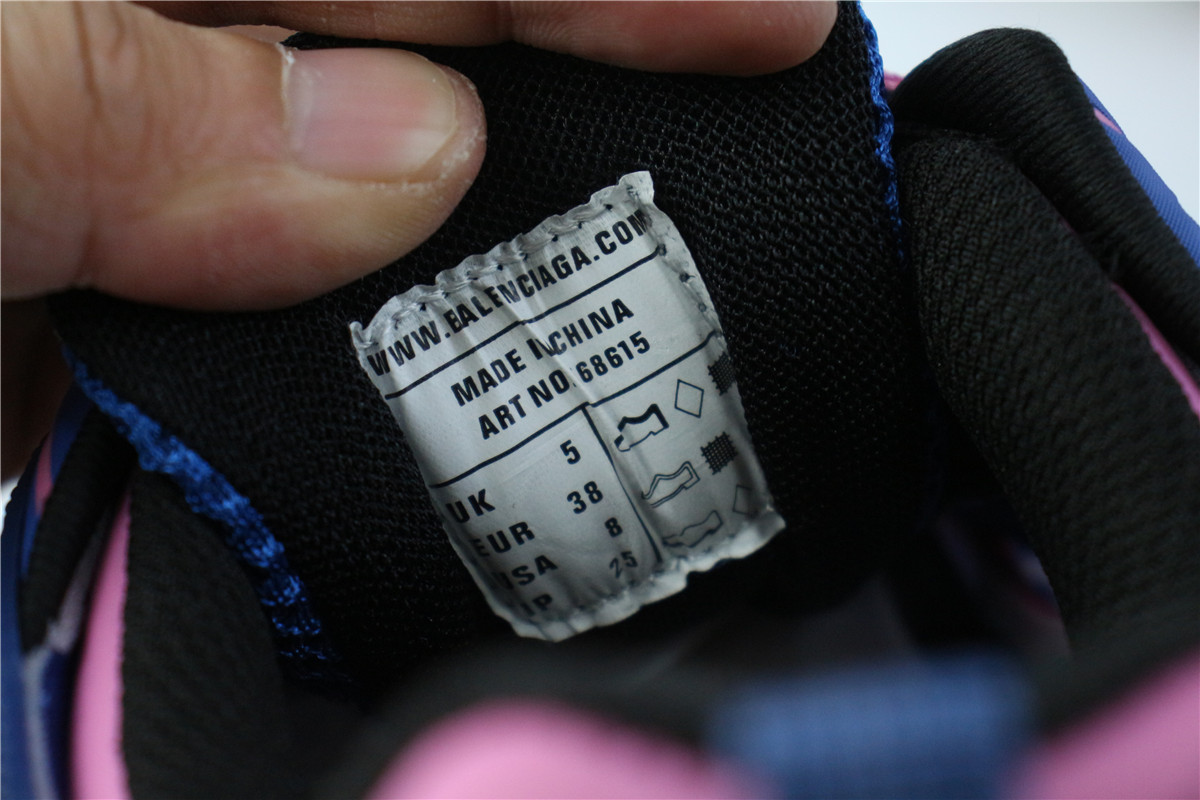 WWW.BALENCIAGA.COM
MADE IN CHINA
ART NO 68615
UK 5
EUR 38
USA 8
25